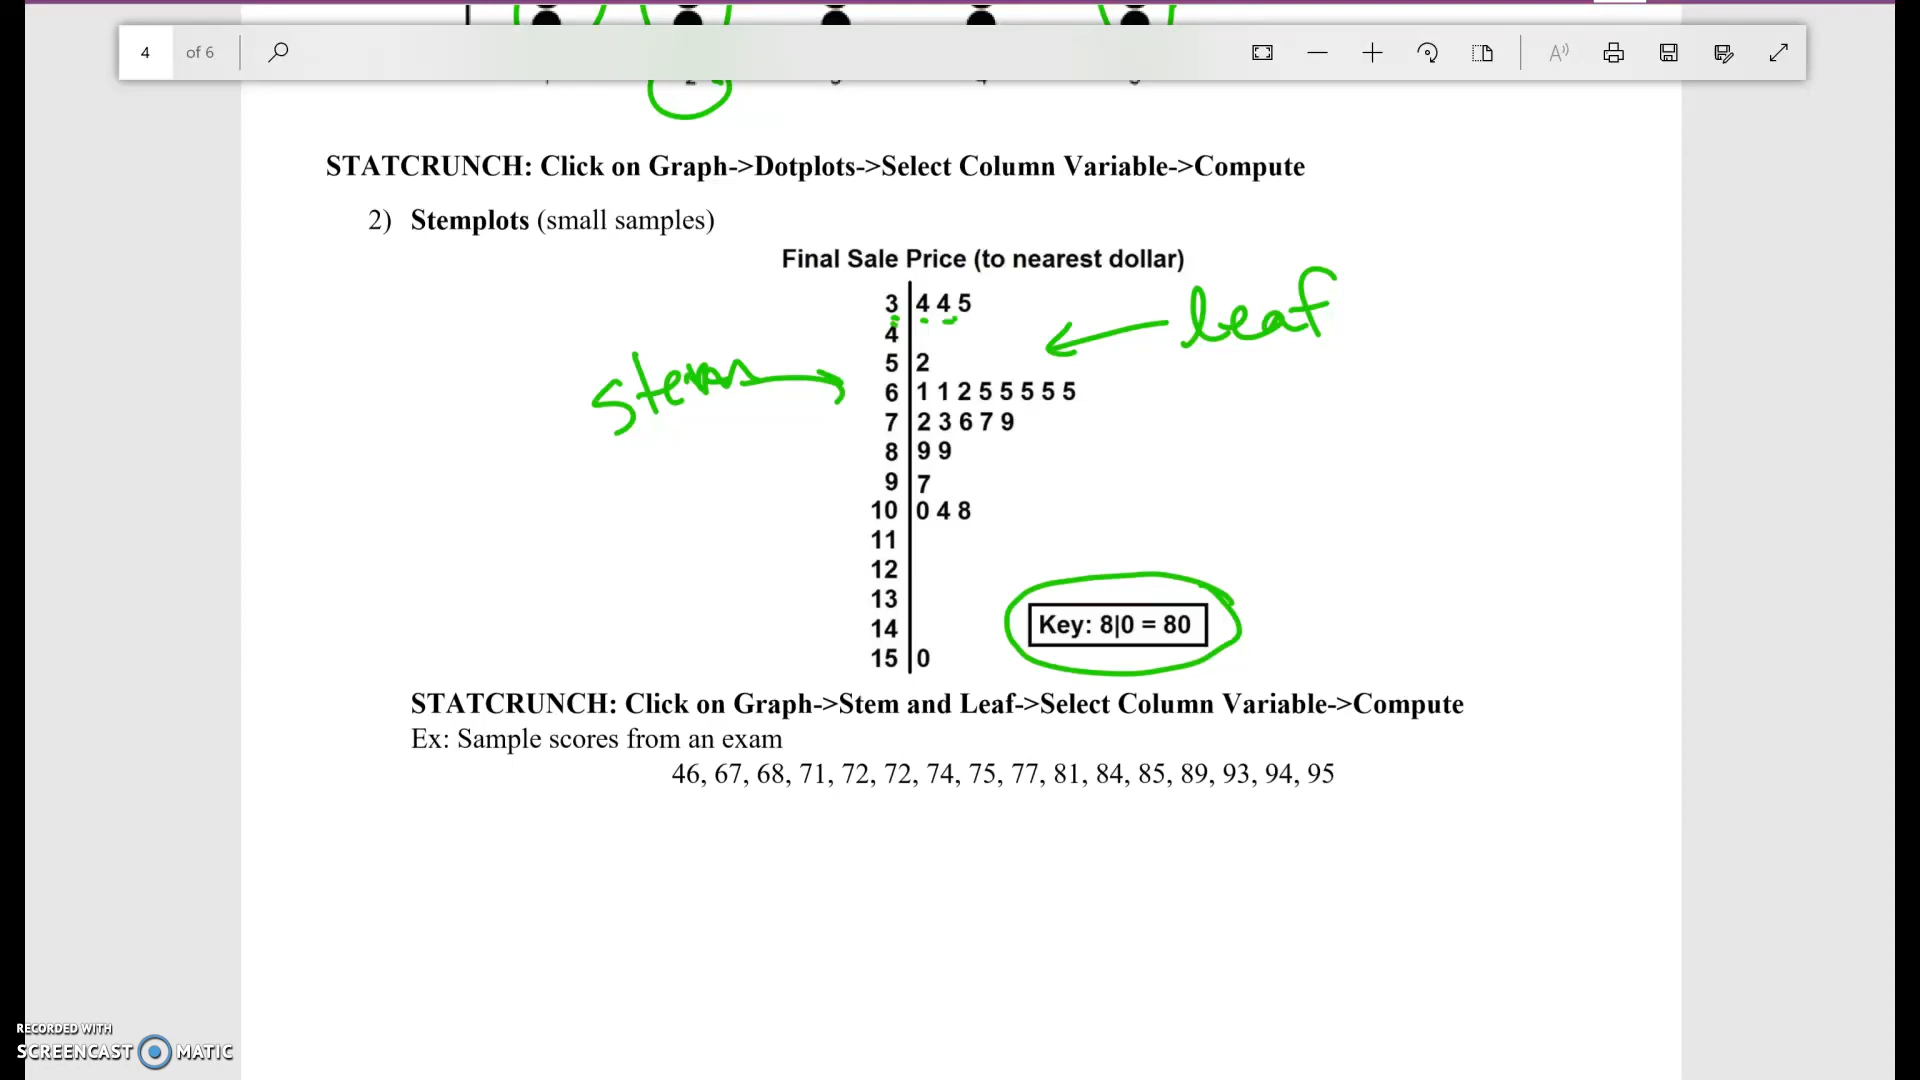 4 of 6
STATCRUNCH: Click on Graph->Dotplots->Select Column Variable->Compute
2) Stemplots (small samples)
Final Sale Price (to nearest dollar)
3 | 4 4 5
leaf
4 |
5 | 2
stems
6 | 1 1 2 5 5 5 5 5
7 | 2 3 6 7 9
8 | 9 9
9 | 7
10 | 0 4 8
11 |
12 |
13 |
14 |
Key: 8|0 = 80
15 | 0
STATCRUNCH: Click on Graph->Stem and Leaf->Select Column Variable->Compute
Ex: Sample scores from an exam
46, 67, 68, 71, 72, 72, 74, 75, 77, 81, 84, 85, 89, 93, 94, 95
RECORDED WITH
SCREENCAST MATIC